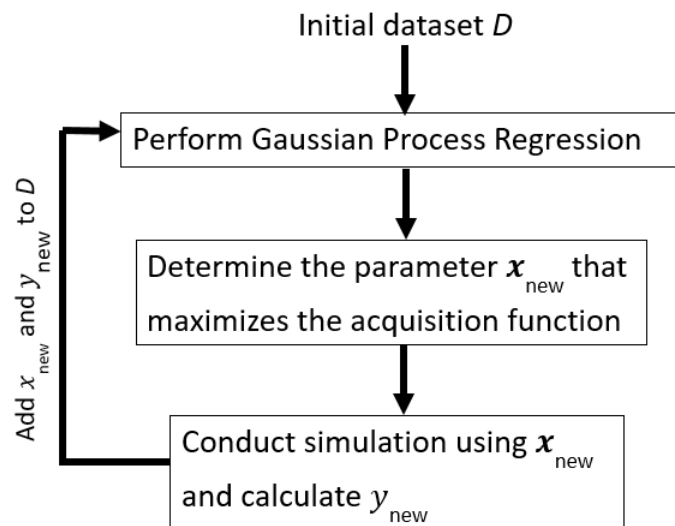 Initial dataset D
Perform Gaussian Process Regression
Determine the parameter x_new that
maximizes the acquisition function
Conduct simulation using x_new
and calculate y_new
Add x_new and y_new to D